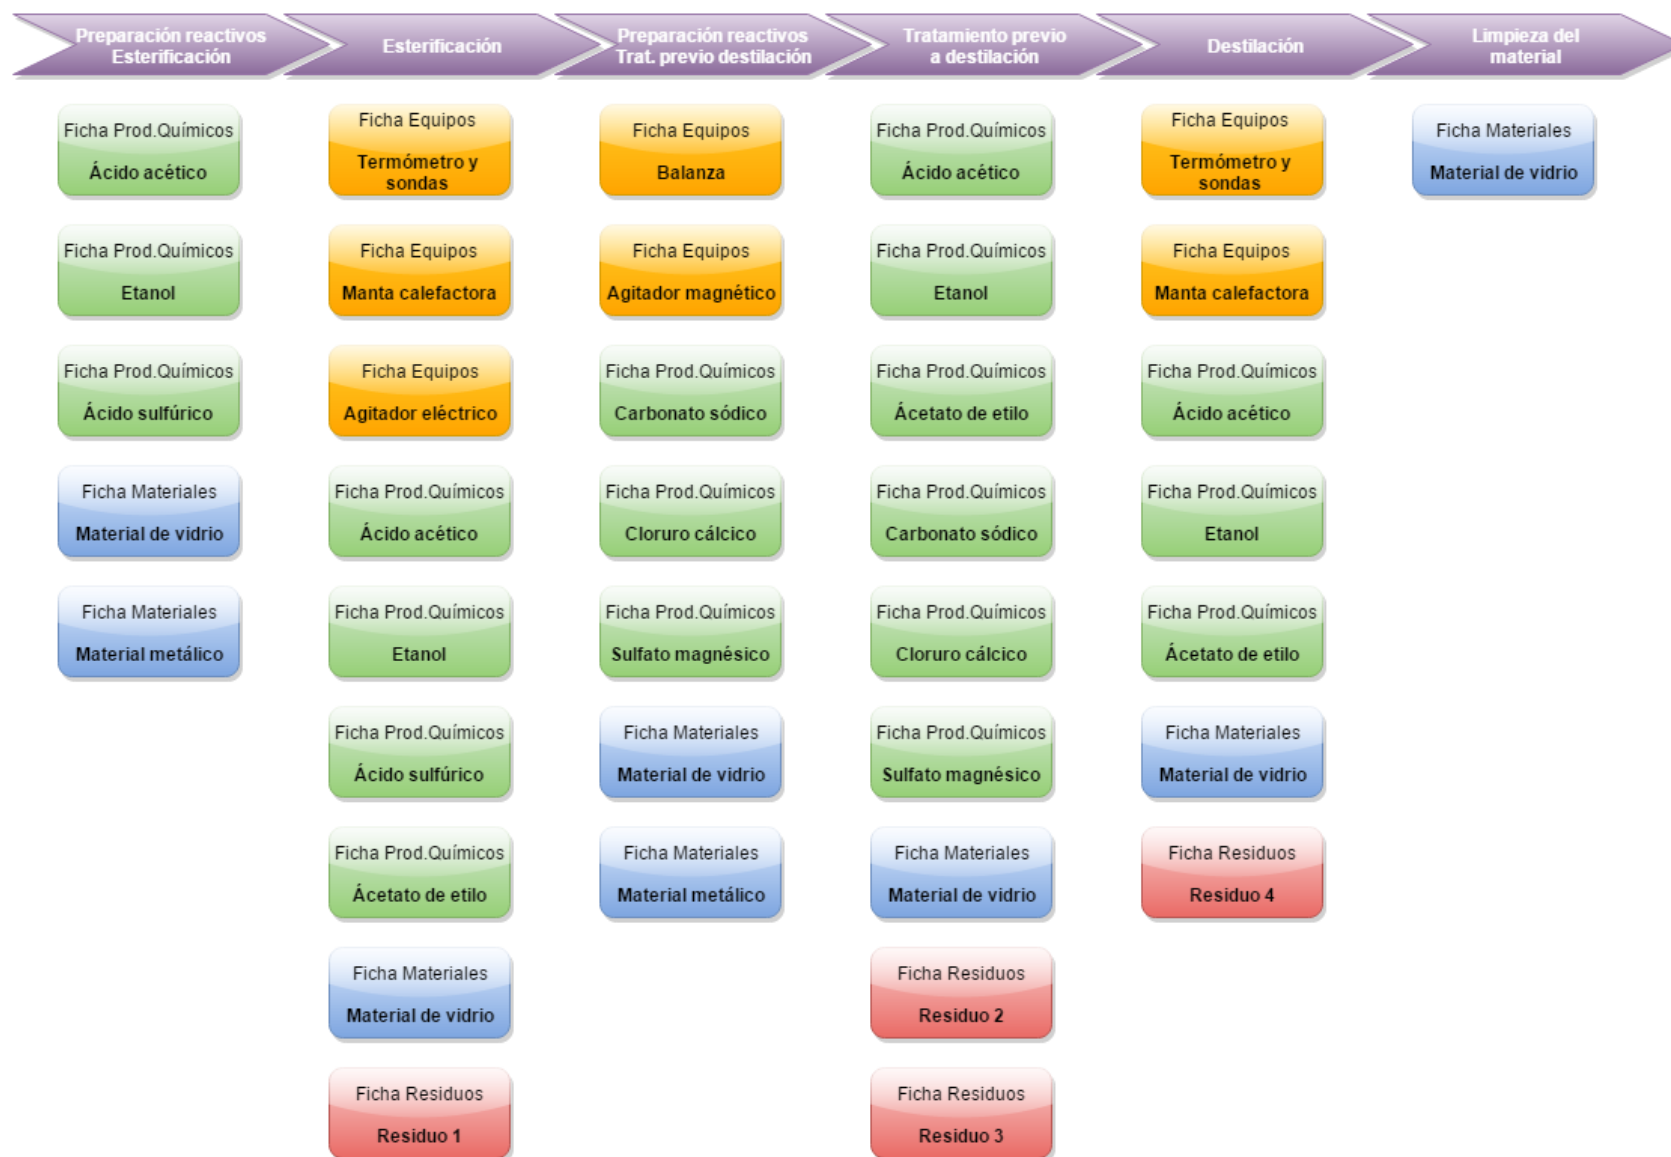 Preparación reactivos
Esterificación
Esterificación
Preparación reactivos
Trat. previo destilación
Tratamiento previo
a destilación
Destilación
Limpieza del
material
Ficha Prod.Químicos
Ácido acético
Ficha Prod.Químicos
Etanol
Ficha Prod.Químicos
Ácido sulfúrico
Ficha Materiales
Material de vidrio
Ficha Materiales
Material metálico
Ficha Equipos
Termómetro y
sondas
Ficha Equipos
Manta calefactora
Ficha Equipos
Agitador eléctrico
Ficha Prod.Químicos
Ácido acético
Ficha Prod.Químicos
Etanol
Ficha Prod.Químicos
Ácido sulfúrico
Ficha Prod.Químicos
Ácetato de etilo
Ficha Materiales
Material de vidrio
Ficha Residuos
Residuo 1
Ficha Equipos
Balanza
Ficha Equipos
Agitador magnético
Ficha Prod.Químicos
Carbonato sódico
Ficha Prod.Químicos
Cloruro cálcico
Ficha Prod.Químicos
Sulfato magnésico
Ficha Materiales
Material de vidrio
Ficha Materiales
Material metálico
Ficha Prod.Químicos
Ácido acético
Ficha Prod.Químicos
Etanol
Ficha Prod.Químicos
Ácetato de etilo
Ficha Prod.Químicos
Carbonato sódico
Ficha Prod.Químicos
Cloruro cálcico
Ficha Prod.Químicos
Sulfato magnésico
Ficha Materiales
Material de vidrio
Ficha Residuos
Residuo 2
Ficha Residuos
Residuo 3
Ficha Equipos
Termómetro y
sondas
Ficha Equipos
Manta calefactora
Ficha Prod.Químicos
Ácido acético
Ficha Prod.Químicos
Etanol
Ficha Prod.Químicos
Ácetato de etilo
Ficha Materiales
Material de vidrio
Ficha Residuos
Residuo 4
Ficha Materiales
Material de vidrio